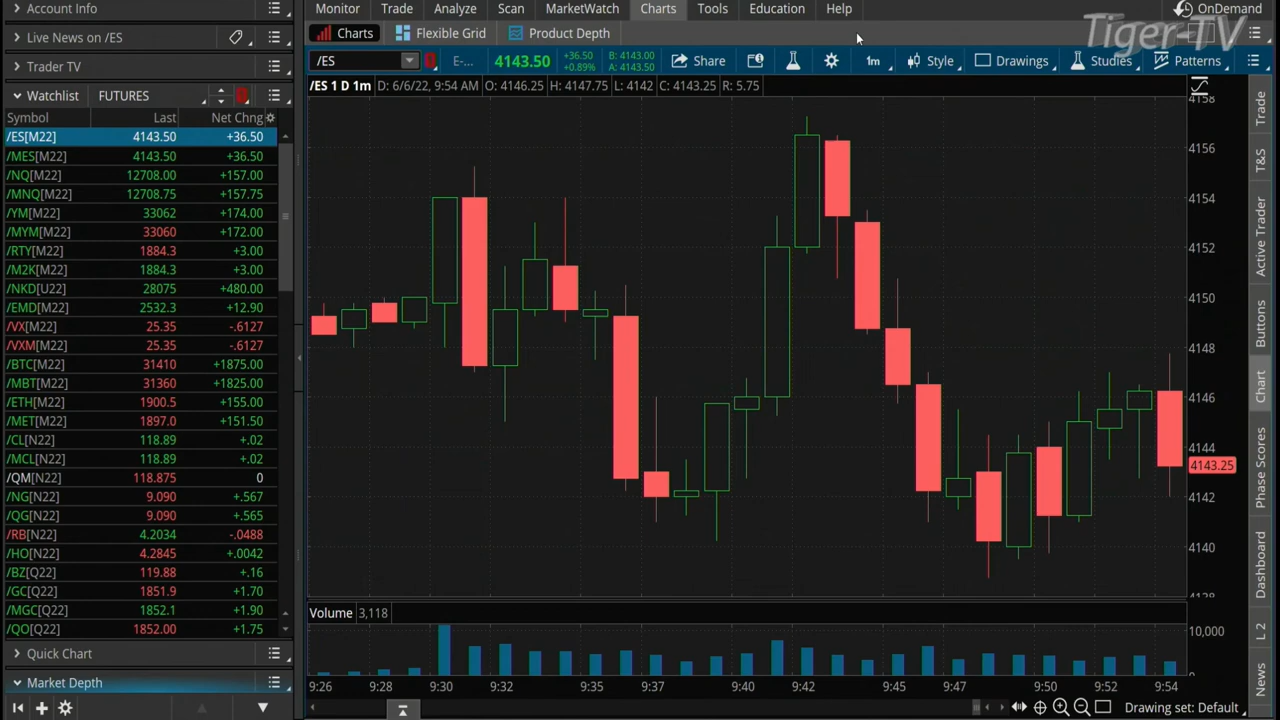 Account Info
Live News on /ES
Trader TV
Watchlist FUTURES
Symbol Last Net Chng
/ES[M22] 4143.50 +36.50
/MES[M22] 4143.50 +36.50
/NQ[M22] 12708.00 +157.00
/MNQ[M22] 12708.75 +157.75
/YM[M22] 33062 +174.00
/MYM[M22] 33060 +172.00
/RTY[M22] 1884.3 +3.00
/M2K[M22] 1884.3 +3.00
/NKD[U22] 28075 +480.00
/EMD[M22] 2532.3 +12.90
/VX[M22] 25.35 -.6127
/VXM[M22] 25.35 -.6127
/BTC[M22] 31410 +1875.00
/MBT[M22] 31360 +1825.00
/ETH[M22] 1900.5 +155.00
/MET[M22] 1897.0 +151.50
/CL[N22] 118.89 +.02
/MCL[N22] 118.89 +.02
/QM[N22] 118.875 0
/NG[N22] 9.090 +.567
/QG[N22] 9.090 +.565
/RB[N22] 4.2034 -.0488
/HO[N22] 4.2845 +.0042
/BZ[Q22] 119.88 +.16
/GC[Q22] 1851.9 +1.70
/MGC[Q22] 1852.1 +1.90
/QO[Q22] 1852.00 +1.75
Quick Chart
Market Depth
Monitor Trade Analyze Scan MarketWatch Charts Tools Education Help OnDemand
Tiger-TV
Charts Flexible Grid Product Depth
/ES E-... 4143.50 +36.50 +0.89% B: 4143.00 A: 4143.50 Share 1m Style Drawings Studies Patterns
/ES 1 D 1m D: 6/6/22, 9:54 AM O: 4146.25 H: 4147.75 L: 4142 C: 4143.25 R: 5.75
4158
4156
4154
4152
4150
4148
4146
4144
4143.25
4142
4140
4138
Volume 3,118
10,000
9:26 9:28 9:30 9:32 9:35 9:37 9:40 9:42 9:45 9:47 9:50 9:52 9:54
Drawing set: Default
Trade
T&S
Active Trader
Buttons
Chart
Phase Scores
Dashboard
L 2
News